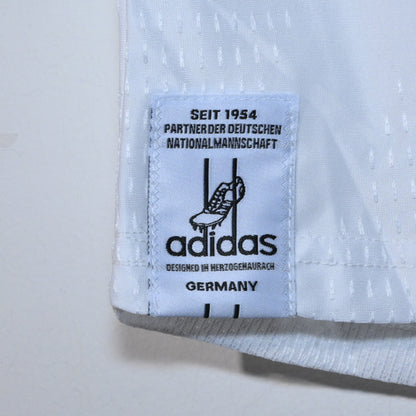 SEIT 1954
PARTNER DER DEUTSCHEN
NATIONALMANNSCHAFT
adidas
DESIGNED IN HERZOGENAURACH
GERMANY